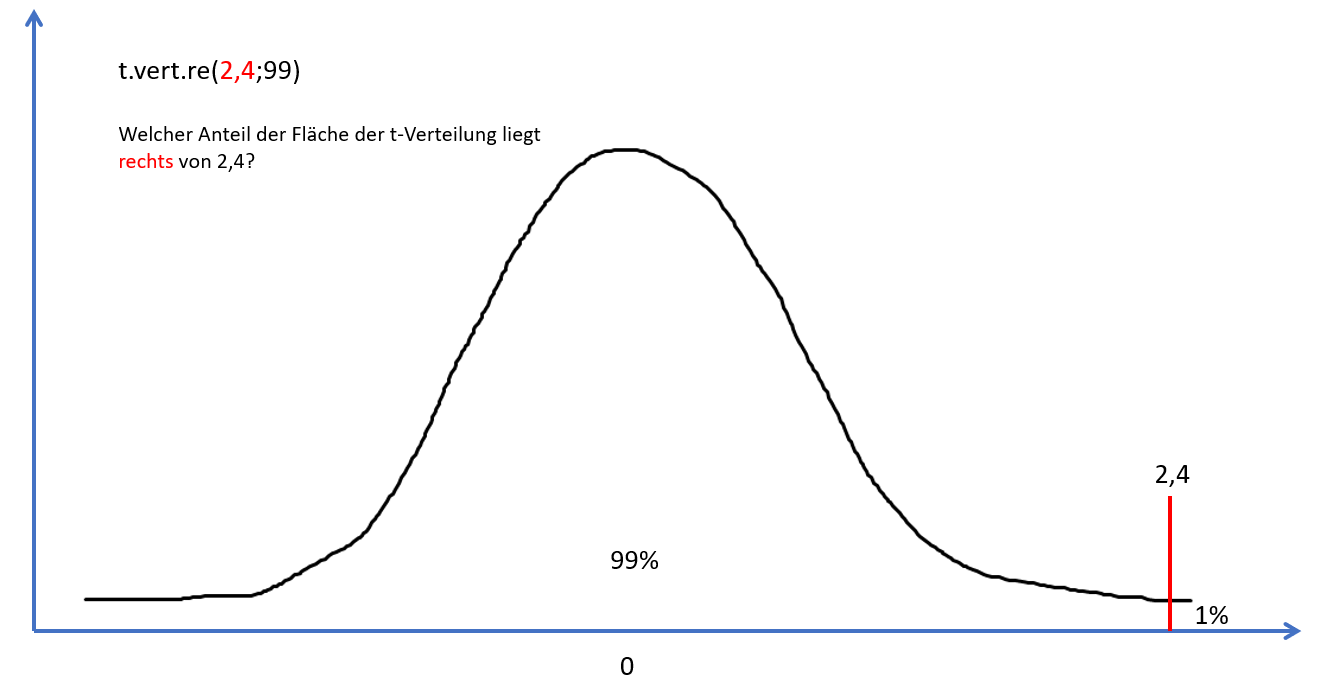 t.vert.re(2,4;99)
Welcher Anteil der Fläche der t-Verteilung liegt
rechts von 2,4?
2,4
99%
1%
0